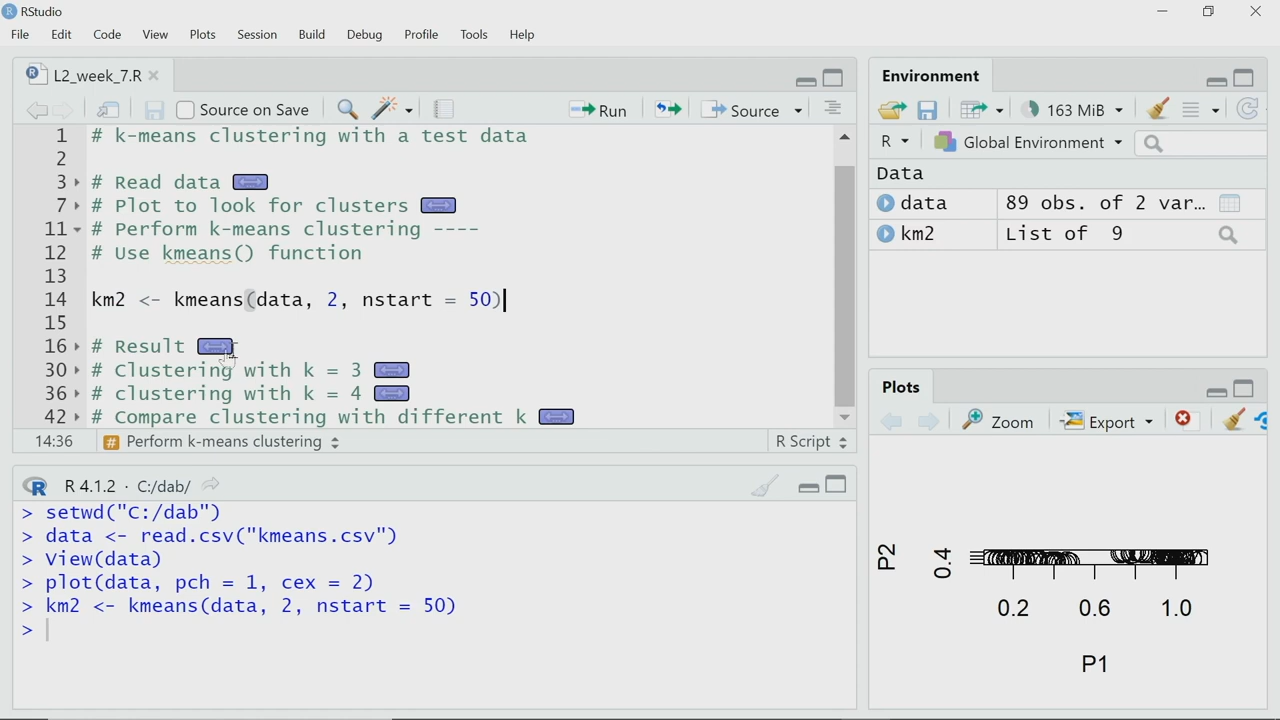 RStudio
File Edit Code View Plots Session Build Debug Profile Tools Help
L2_week_7.R
Source on Save
Run
Source
1 # k-means clustering with a test data
2
3 # Read data
7 # Plot to look for clusters
11 # Perform k-means clustering ----
12 # Use kmeans() function
13
14 km2 <- kmeans(data, 2, nstart = 50)
15
16 # Result
30 # Clustering with k = 3
36 # clustering with k = 4
42 # Compare clustering with different k
14:36 # Perform k-means clustering R Script
R 4.1.2 · C:/dab/
> setwd("C:/dab")
> data <- read.csv("kmeans.csv")
> View(data)
> plot(data, pch = 1, cex = 2)
> km2 <- kmeans(data, 2, nstart = 50)
>
Environment
163 MiB
R Global Environment
Data
data 89 obs. of 2 var...
km2 List of 9
Plots
Zoom Export
P2
0.4
0.2 0.6 1.0
P1